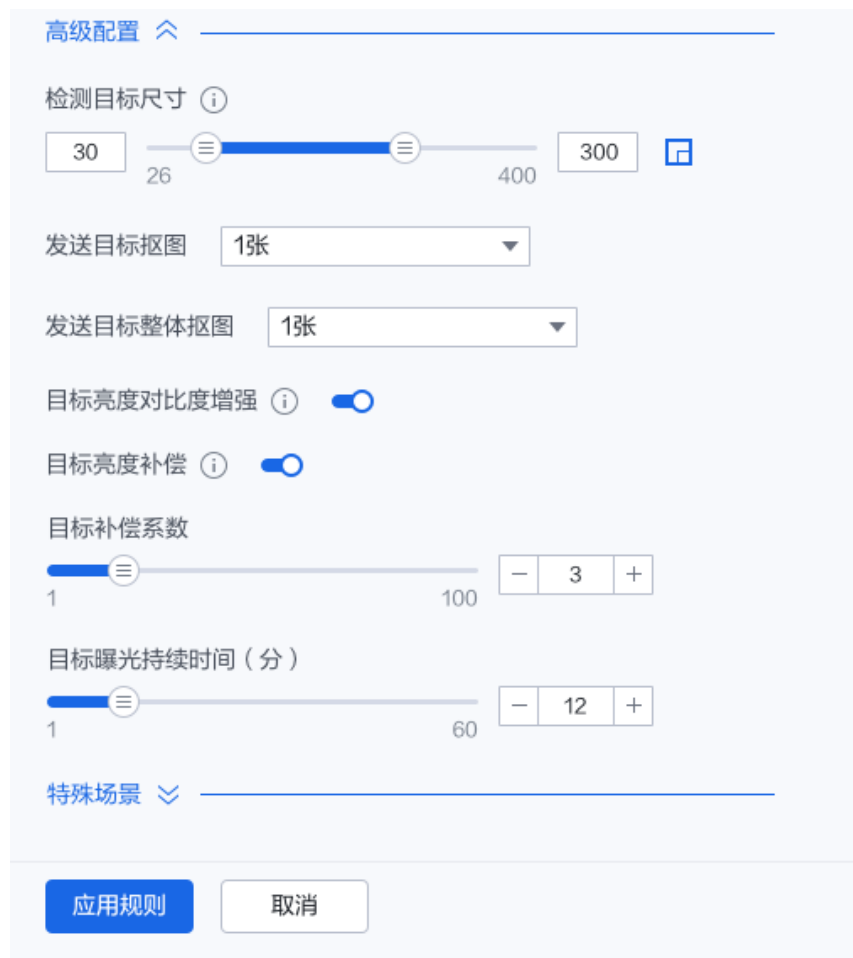 高级配置
检测目标尺寸
30 26 400 300
发送目标抠图 1张
发送目标整体抠图 1张
目标亮度对比度增强
目标亮度补偿
目标补偿系数
1 100 − 3 +
目标曝光持续时间（分）
1 60 − 12 +
特殊场景
应用规则 取消